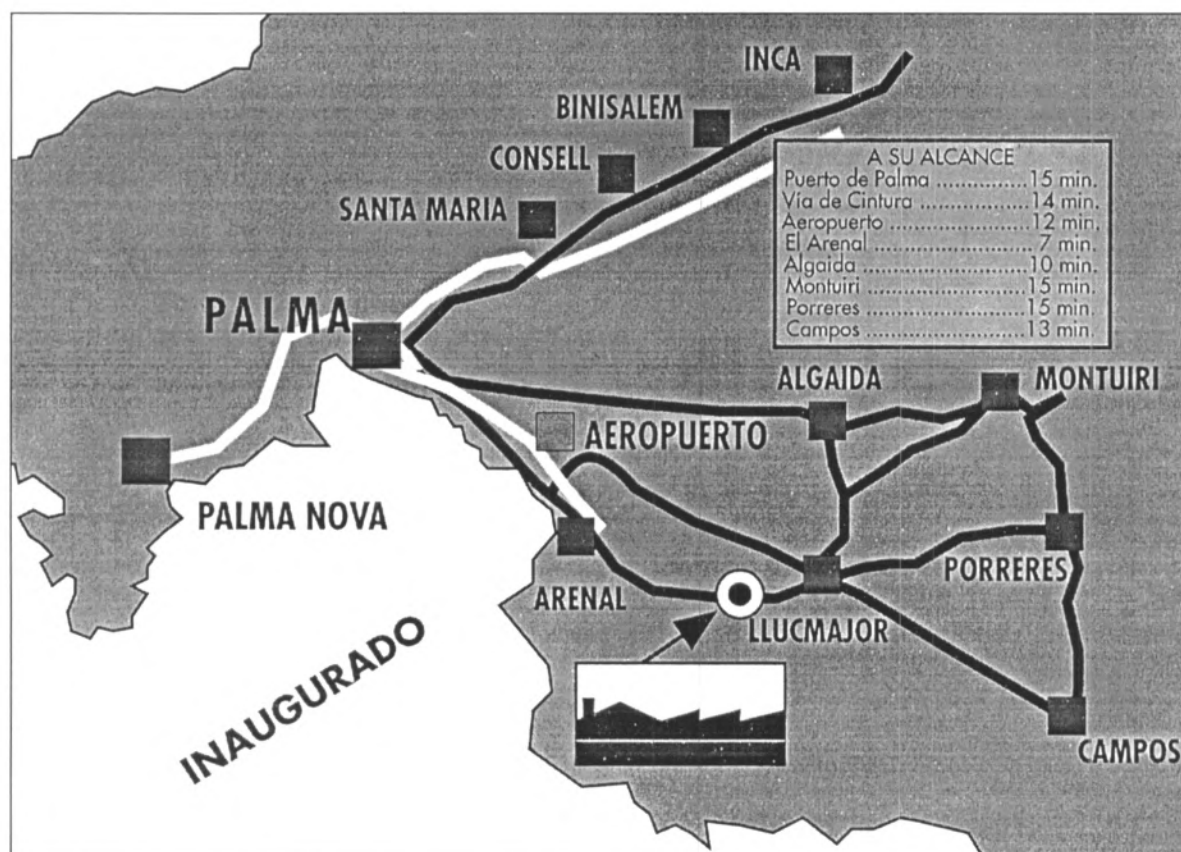 INCA
BINISALEM
CONSELL
SANTA MARIA
A SU ALCANCE
Puerto de Palma ................ 15 min.
Vía de Cintura .................. 14 min.
Aeropuerto ...................... 12 min.
El Arenal .......................... 7 min.
Algaida ........................... 10 min.
Montuiri .......................... 15 min.
Porreres .......................... 15 min.
Campos .......................... 13 min.
PALMA
ALGAIDA
MONTUIRI
AEROPUERTO
PALMA NOVA
PORRERES
ARENAL
LLUCMAJOR
INAUGURADO
CAMPOS